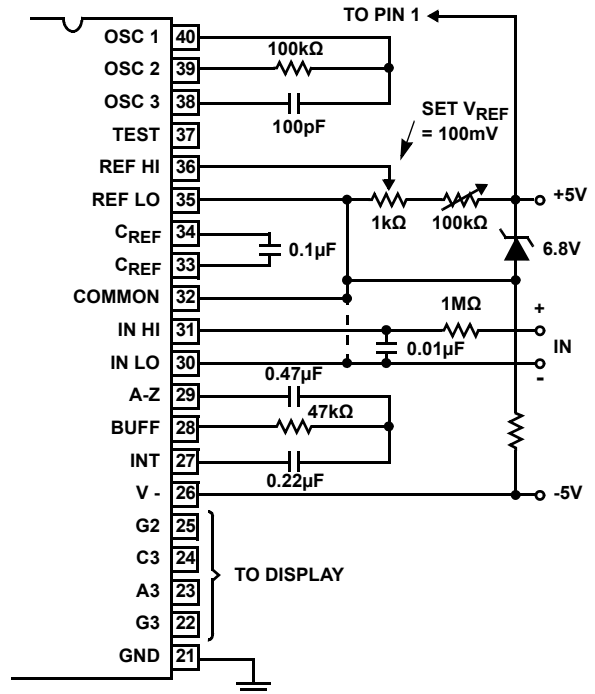 TO PIN 1
OSC 1 40
100kΩ
OSC 2 39
OSC 3 38
100pF
SET VREF
= 100mV
TEST 37
REF HI 36
REF LO 35
1kΩ
100kΩ
+5V
CREF 34
0.1µF
6.8V
CREF 33
COMMON 32
1MΩ
+
IN HI 31
0.01µF
IN
IN LO 30
-
0.47µF
A-Z 29
47kΩ
BUFF 28
INT 27
0.22µF
V - 26
-5V
G2 25
C3 24
TO DISPLAY
A3 23
G3 22
GND 21